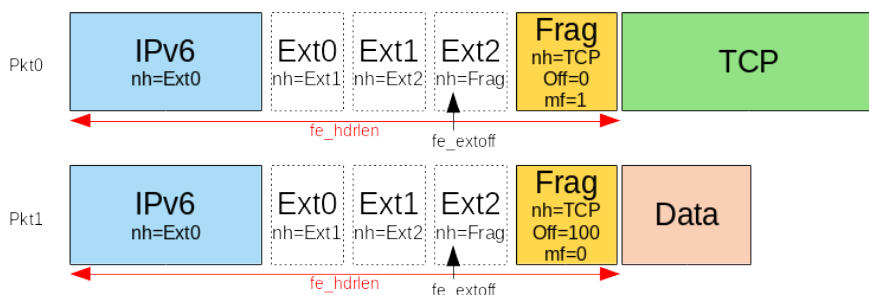 Pkt0
IPv6
nh=Ext0
Ext0
nh=Ext1
Ext1
nh=Ext2
Ext2
nh=Frag
Frag
nh=TCP
Off=0
mf=1
TCP
fe_hdrlen
fe_extoff
Pkt1
IPv6
nh=Ext0
Ext0
nh=Ext1
Ext1
nh=Ext2
Ext2
nh=Frag
Frag
nh=TCP
Off=100
mf=0
Data
fe_hdrlen
fe_extoff